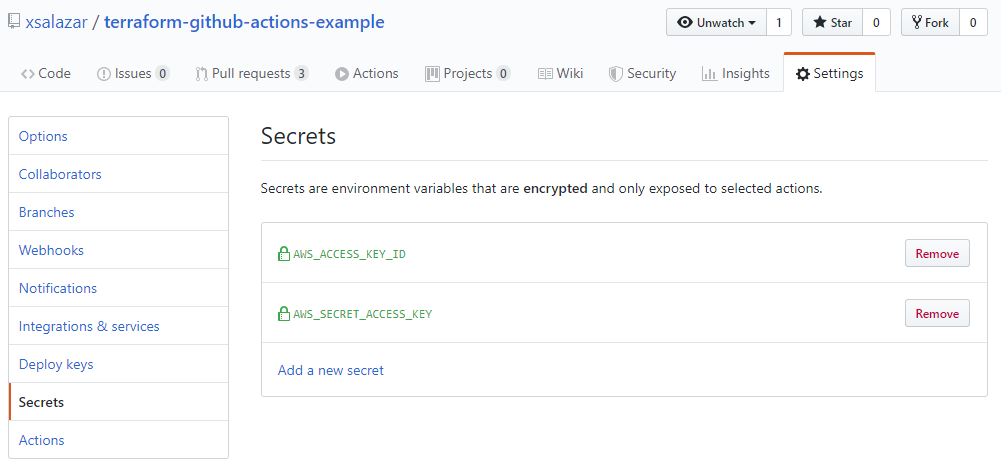 xsalazar / terraform-github-actions-example
Unwatch 1 Star 0 Fork 0
Code Issues 0 Pull requests 3 Actions Projects 0 Wiki Security Insights Settings
Options
Collaborators
Branches
Webhooks
Notifications
Integrations & services
Deploy keys
Secrets
Actions
Secrets
Secrets are environment variables that are encrypted and only exposed to selected actions.
AWS_ACCESS_KEY_ID Remove
AWS_SECRET_ACCESS_KEY Remove
Add a new secret